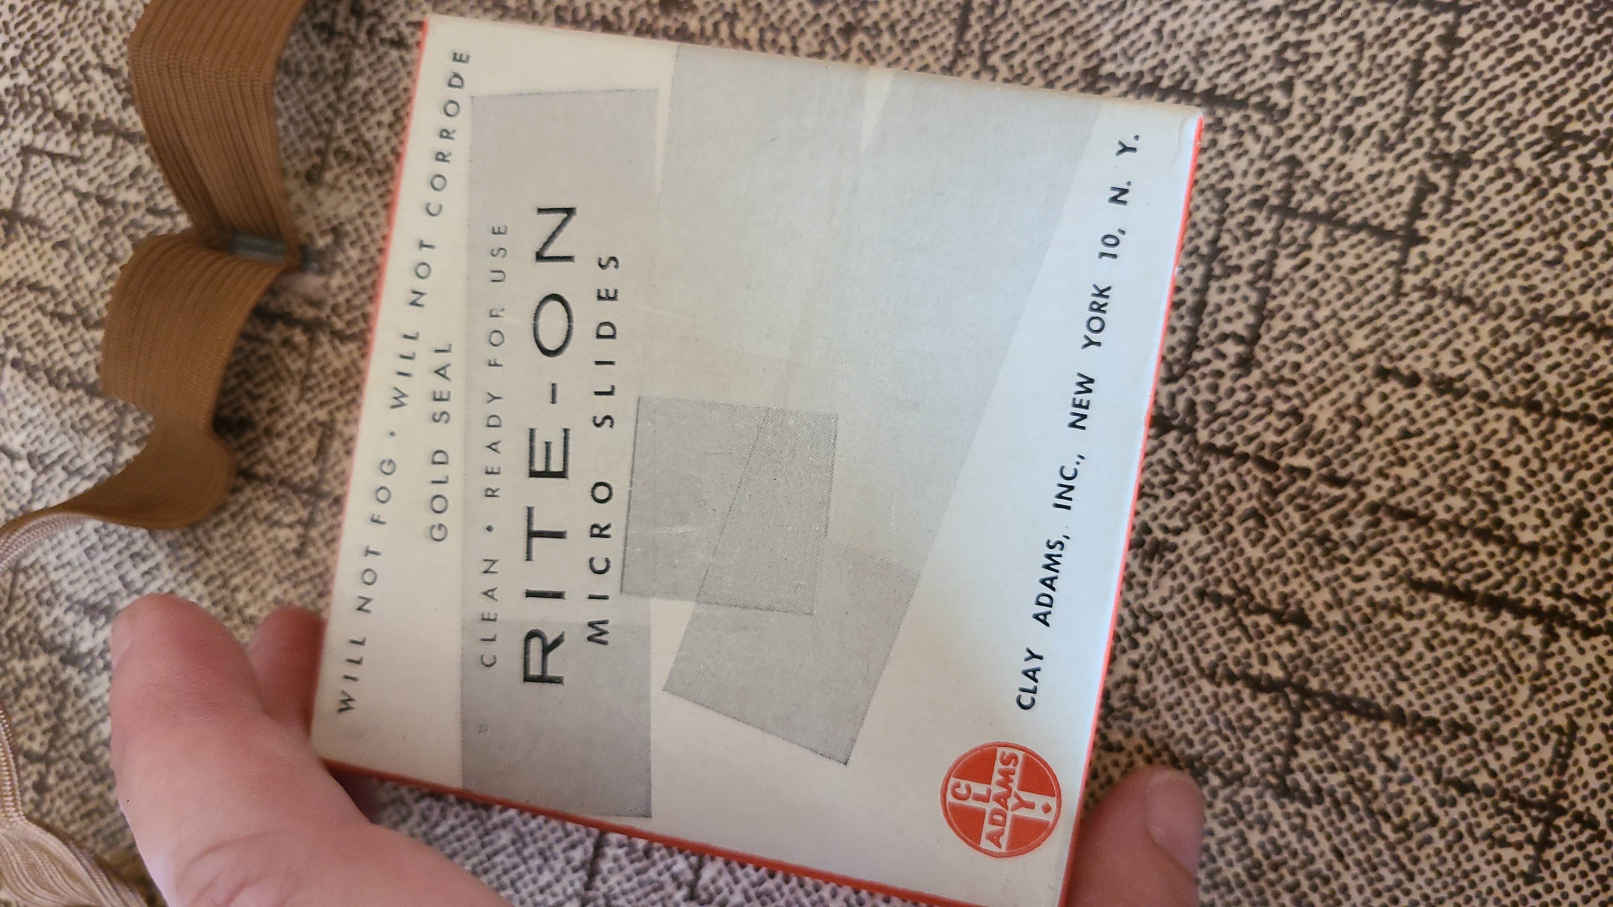 WILL NOT FOG · WILL NOT CORRODE
GOLD SEAL
CLEAN • READY FOR USE
RITE-ON
MICRO SLIDES
CLAY ADAMS, INC., NEW YORK 10, N. Y.
CLAY
ADAMS